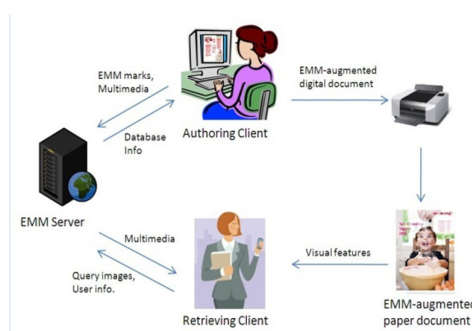 EMM marks,
Multimedia
EMM-augmented
digital document
Authoring Client
Database
Info
EMM Server
Multimedia
Visual features
Query images,
User info.
Retrieving Client
EMM-augmented
paper document